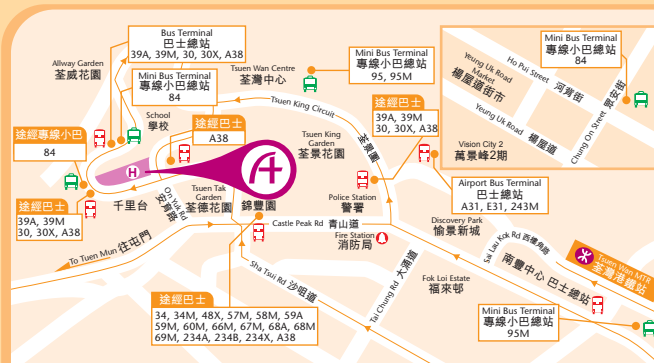 Bus Terminal
巴士總站
39A, 39M, 30, 30X, A38
Allway Garden
荃威花園
Mini Bus Terminal
專線小巴總站
84
School
學校
途經巴士
A38
途經專線小巴
84
途經巴士
39A, 39M
30, 30X, A38
H
千里台
On Yuk Rd
安育路
Tsuen Tak
Garden
荃德花園
錦豐園
Tsuen Wan Centre
荃灣中心
Mini Bus Terminal
專線小巴總站
95, 95M
Tsuen King Circuit
荃景圍
Tsuen King
Garden
荃景花園
途經巴士
39A, 39M
30, 30X, A38
Police Station
警署
Castle Peak Rd 青山道
Fire Station
消防局
To Tuen Mun 往屯門
Sha Tsui Rd 沙咀道
途經巴士
34, 34M, 48X, 57M, 58M, 59A
59M, 60M, 66M, 67M, 68A, 68M
69M, 234A, 234B, 234X, A38
Tai Chung Rd 大涌道
Fok Loi Estate
福來邨
Discovery Park
愉景新城
Airport Bus Terminal
巴士總站
A31, E31, 243M
Vision City 2
萬景峰2期
Yeung Uk Road
Market
楊屋道街市
Ho Pui Street 河背街
Yeung Uk Road 楊屋道
Chung On Street 眾安街
Mini Bus Terminal
專線小巴總站
84
Sai Lau Kok Rd 西樓角路
Tsuen Wan MTR
荃灣港鐵站
南豐中心 巴士總站
Mini Bus Terminal
專線小巴總站
95M